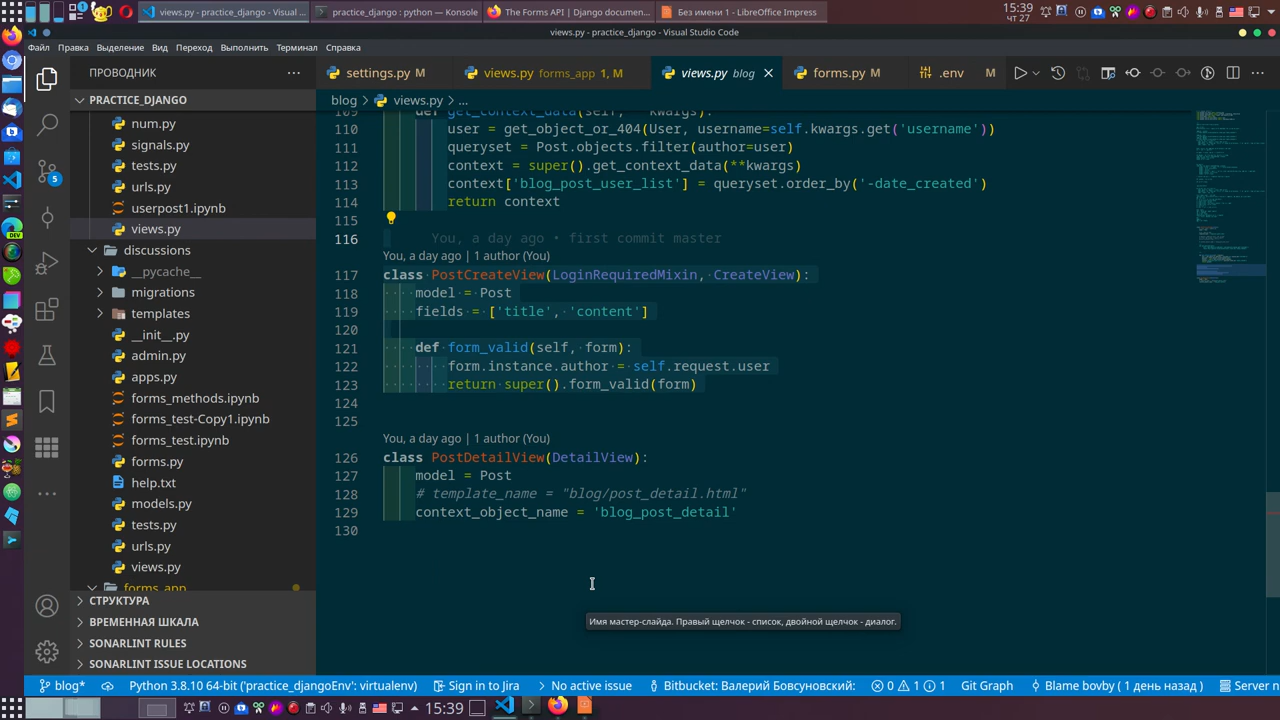 views.py - practice_django - Visual ...
practice_django : python — Консоль
The Forms API | Django documen...
Без имени 1 - LibreOffice Impress
15:39
чт 27
views.py - practice_django - Visual Studio Code
Файл Правка Выделение Вид Переход Выполнить Терминал Справка
ПРОВОДНИК
settings.py M
views.py forms_app 1, M
views.py blog
forms.py M
.env M
PRACTICE_DJANGO
blog > views.py > ...
num.py
signals.py
tests.py
urls.py
userpost1.ipynb
views.py
discussions
__pycache__
migrations
templates
__init__.py
admin.py
apps.py
forms_methods.ipynb
forms_test-Copy1.ipynb
forms_test.ipynb
forms.py
help.txt
models.py
tests.py
urls.py
views.py
forms_app
СТРУКТУРА
ВРЕМЕННАЯ ШКАЛА
SONARLINT RULES
SONARLINT ISSUE LOCATIONS
5
109 def get_context_data(self, **kwargs):
110 user = get_object_or_404(User, username=self.kwargs.get('username'))
111 queryset = Post.objects.filter(author=user)
112 context = super().get_context_data(**kwargs)
113 context['blog_post_user_list'] = queryset.order_by('-date_created')
114 return context
115
116 You, a day ago • first commit master
You, a day ago | 1 author (You)
117 class PostCreateView(LoginRequiredMixin, CreateView):
118 model = Post
119 fields = ['title', 'content']
120
121 def form_valid(self, form):
122 form.instance.author = self.request.user
123 return super().form_valid(form)
124
125
You, a day ago | 1 author (You)
126 class PostDetailView(DetailView):
127 model = Post
128 # template_name = "blog/post_detail.html"
129 context_object_name = 'blog_post_detail'
130
Имя мастер-слайда. Правый щелчок - список, двойной щелчок - диалог.
blog* Python 3.8.10 64-bit ('practice_djangoEnv': virtualenv) Sign in to Jira No active issue Bitbucket: Валерий Бовсуновский: 0 1 1 Git Graph Blame bovby ( 1 день назад ) Server n
15:39